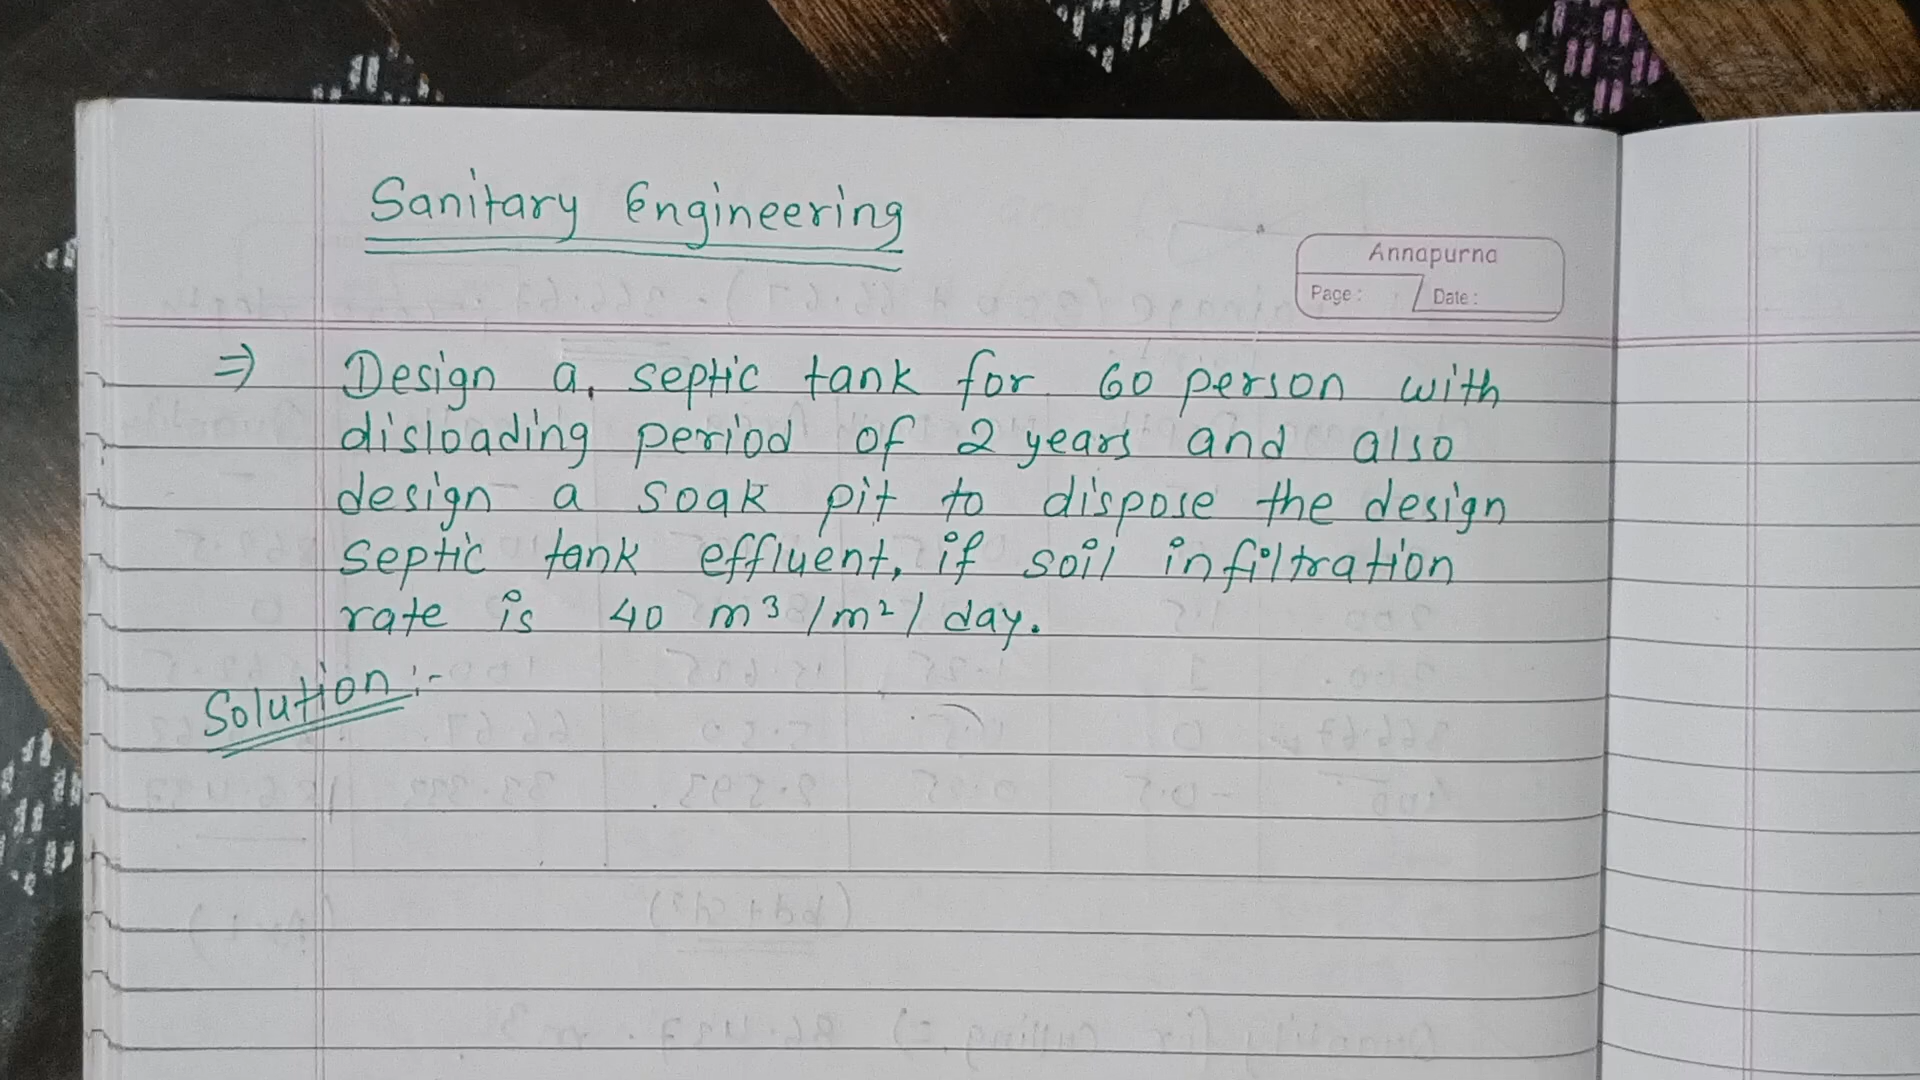 Sanitary Engineering
Annapurna
Page: Date:
⇒ Design a septic tank for 60 person with
disloading period of 2 years and also
design a soak pit to dispose the design
septic tank effluent, if soil infiltration
rate is 40 m³/m²/day.
Solution:-